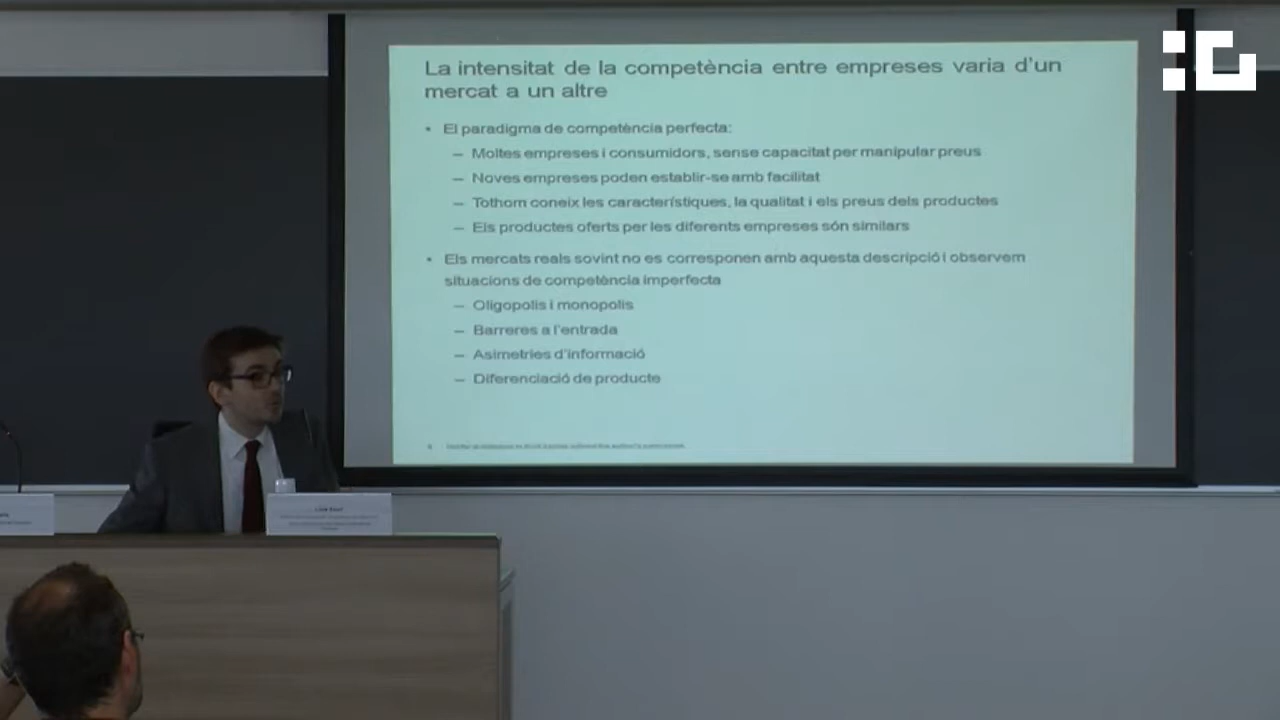 La intensitat de la competència entre empreses varia d'un
mercat a un altre
• El paradigma de competència perfecta:
– Moltes empreses i consumidors, sense capacitat per manipular preus
– Noves empreses poden establir-se amb facilitat
– Tothom coneix les característiques, la qualitat i els preus dels productes
– Els productes oferts per les diferents empreses són similars
• Els mercats reals sovint no es corresponen amb aquesta descripció i observem
situacions de competència imperfecta
– Oligopolis i monopolis
– Barreres a l'entrada
– Asimetries d'informació
– Diferenciació de producte